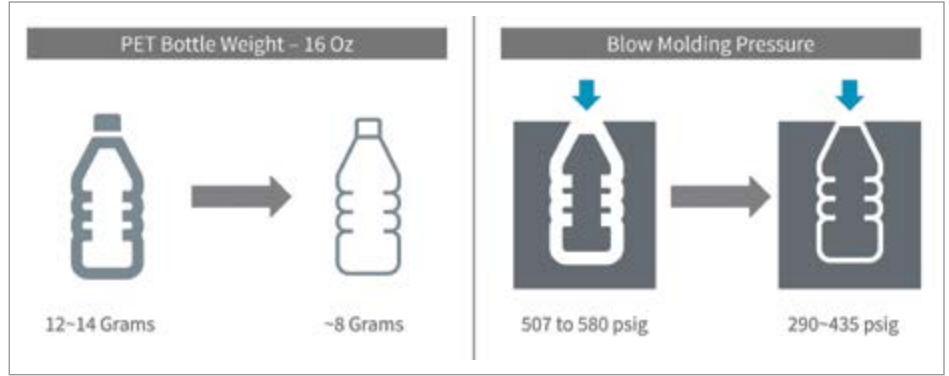 PET Bottle Weight – 16 Oz
12~14 Grams
~8 Grams
Blow Molding Pressure
507 to 580 psig
290~435 psig